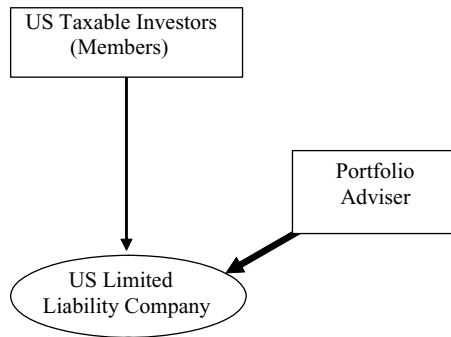 US Taxable Investors
(Members)
Portfolio
Adviser
US Limited
Liability Company